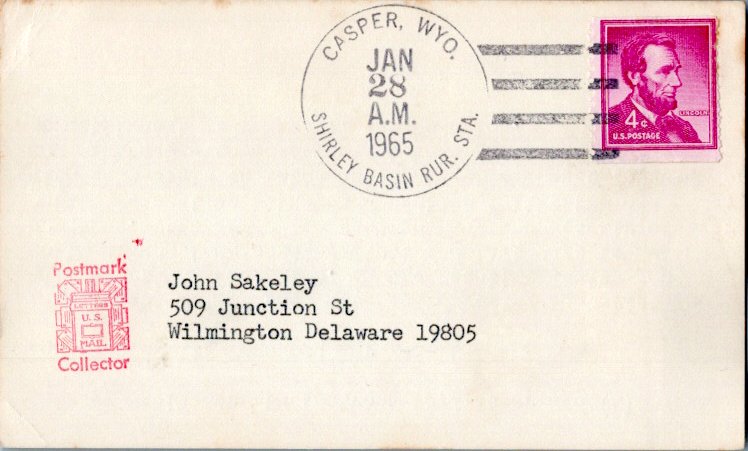 CASPER, WYO.
JAN
28
A.M.
1965
SHIRLEY BASIN RUR. STA.
LINCOLN
4¢
U.S. POSTAGE
Postmark
LETTERS
U.S.
MAIL
Collector
John Sakeley
509 Junction St
Wilmington Delaware 19805